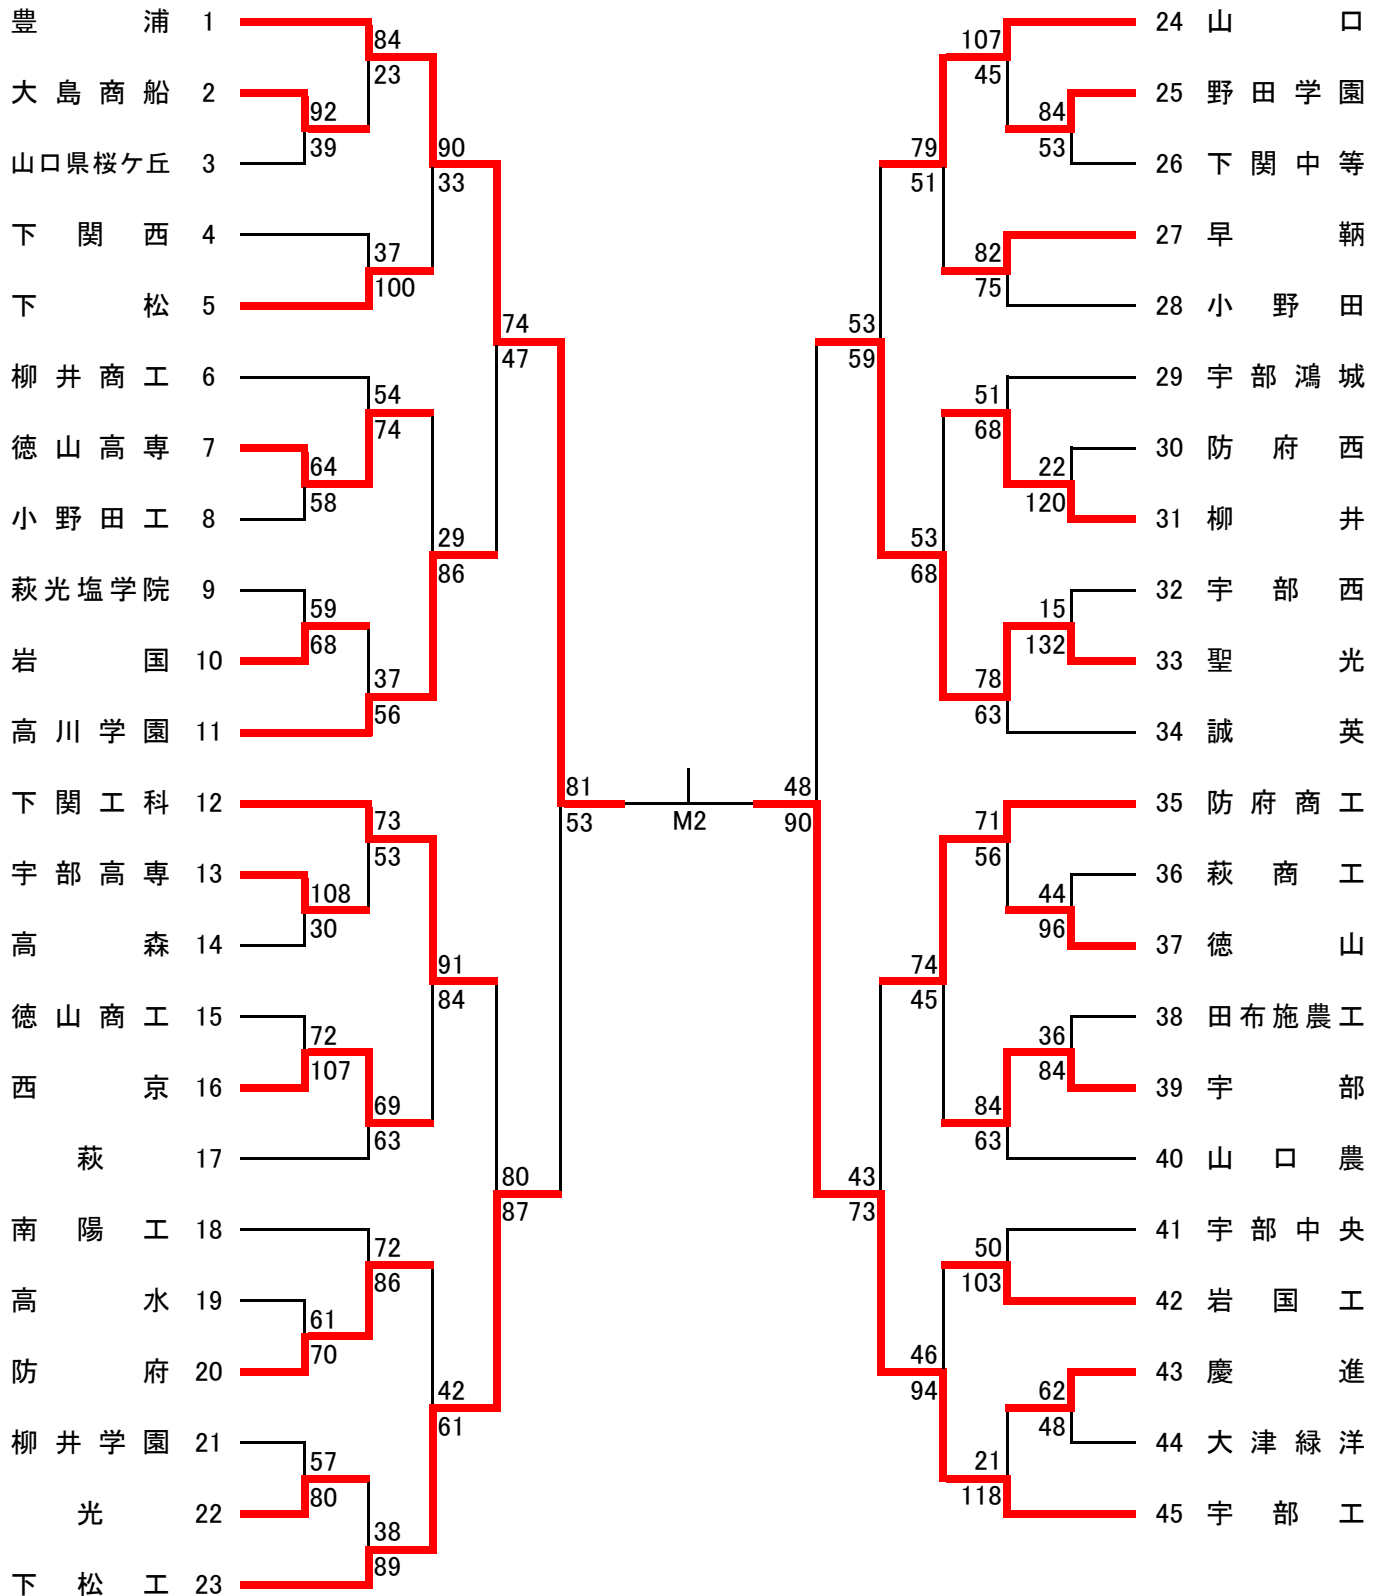 豊浦 1
84
23
大島商船 2
92
39
山口県桜ケ丘 3
90
33
下関西 4
37
100
下松 5
74
47
柳井商工 6
54
74
徳山高専 7
64
58
小野田工 8
29
86
萩光塩学院 9
59
68
岩国 10
37
56
高川学園 11
81
53
下関工科 12
73
53
宇部高専 13
108
30
高森 14
91
84
徳山商工 15
72
107
西京 16
69
63
萩 17
80
87
南陽工 18
72
86
高水 19
61
70
防府 20
42
61
柳井学園 21
57
80
光 22
38
89
下松工 23
M2
24 山口
107
45
25 野田学園
84
53
26 下関中等
79
51
27 早鞆
82
75
28 小野田
53
59
29 宇部鴻城
51
68
30 防府西
22
120
31 柳井
53
68
32 宇部西
15
132
33 聖光
78
63
34 誠英
48
90
35 防府商工
71
56
36 萩商工
44
96
37 徳山
74
45
38 田布施農工
36
84
39 宇部
84
63
40 山口農
43
73
41 宇部中央
50
103
42 岩国工
46
94
43 慶進
62
48
44 大津緑洋
21
118
45 宇部工